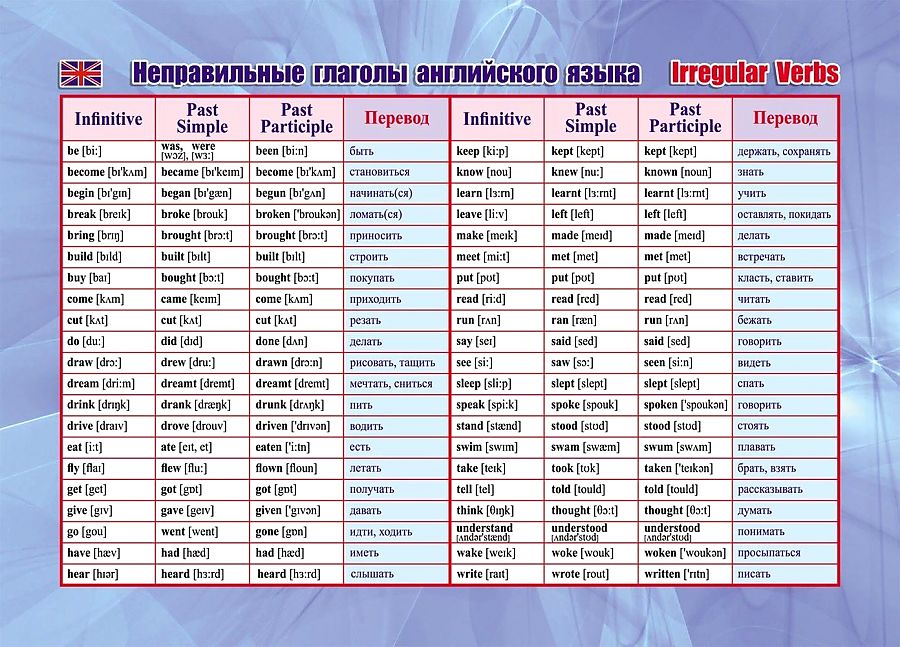 Неправильные глаголы английского языка Irregular Verbs
Infinitive Past Simple Past Participle Перевод Infinitive Past Simple Past Participle Перевод
be [bi:] was, were [wɔz], [wɜ:] been [bi:n] быть keep [ki:p] kept [kept] kept [kept] держать, сохранять
become [bɪ'kʌm] became [bɪ'keɪm] become [bɪ'kʌm] становиться know [nou] knew [nu:] known [noun] знать
begin [bɪ'gɪn] began [bɪ'gæn] begun [bɪ'gʌn] начинать(ся) learn [lɜ:rn] learnt [lɜ:rnt] learnt [lɜ:rnt] учить
break [breɪk] broke [brouk] broken ['broukən] ломать(ся) leave [li:v] left [left] left [left] оставлять, покидать
bring [brɪŋ] brought [brɔ:t] brought [brɔ:t] приносить make [meɪk] made [meɪd] made [meɪd] делать
build [bɪld] built [bɪlt] built [bɪlt] строить meet [mi:t] met [met] met [met] встречать
buy [baɪ] bought [bɔ:t] bought [bɔ:t] покупать put [pʊt] put [pʊt] put [pʊt] класть, ставить
come [kʌm] came [keɪm] come [kʌm] приходить read [ri:d] read [red] read [red] читать
cut [kʌt] cut [kʌt] cut [kʌt] резать run [rʌn] ran [ræn] run [rʌn] бежать
do [du:] did [dɪd] done [dʌn] делать say [seɪ] said [sed] said [sed] говорить
draw [drɔ:] drew [dru:] drawn [drɔ:n] рисовать, тащить see [si:] saw [sɔ:] seen [si:n] видеть
dream [dri:m] dreamt [dremt] dreamt [dremt] мечтать, сниться sleep [sli:p] slept [slept] slept [slept] спать
drink [drɪŋk] drank [dræŋk] drunk [drʌŋk] пить speak [spi:k] spoke [spouk] spoken ['spoukən] говорить
drive [draɪv] drove [drouv] driven ['drɪvən] водить stand [stænd] stood [stʊd] stood [stʊd] стоять
eat [i:t] ate [eɪt, et] eaten ['i:tn] есть swim [swɪm] swam [swæm] swum [swʌm] плавать
fly [flaɪ] flew [flu:] flown [floun] летать take [teɪk] took [tʊk] taken ['teɪkən] брать, взять
get [get] got [gɒt] got [gɒt] получать tell [tel] told [tould] told [tould] рассказывать
give [gɪv] gave [geɪv] given ['gɪvən] давать think [θɪŋk] thought [θɔ:t] thought [θɔ:t] думать
go [gou] went [went] gone [gɒn] идти, ходить understand [ʌndər'stænd] understood [ʌndər'stʊd] understood [ʌndər'stʊd] понимать
have [hæv] had [hæd] had [hæd] иметь wake [weɪk] woke [wouk] woken ['woukən] просыпаться
hear [hɪər] heard [hɜ:rd] heard [hɜ:rd] слышать write [raɪt] wrote [rout] written ['rɪtn] писать